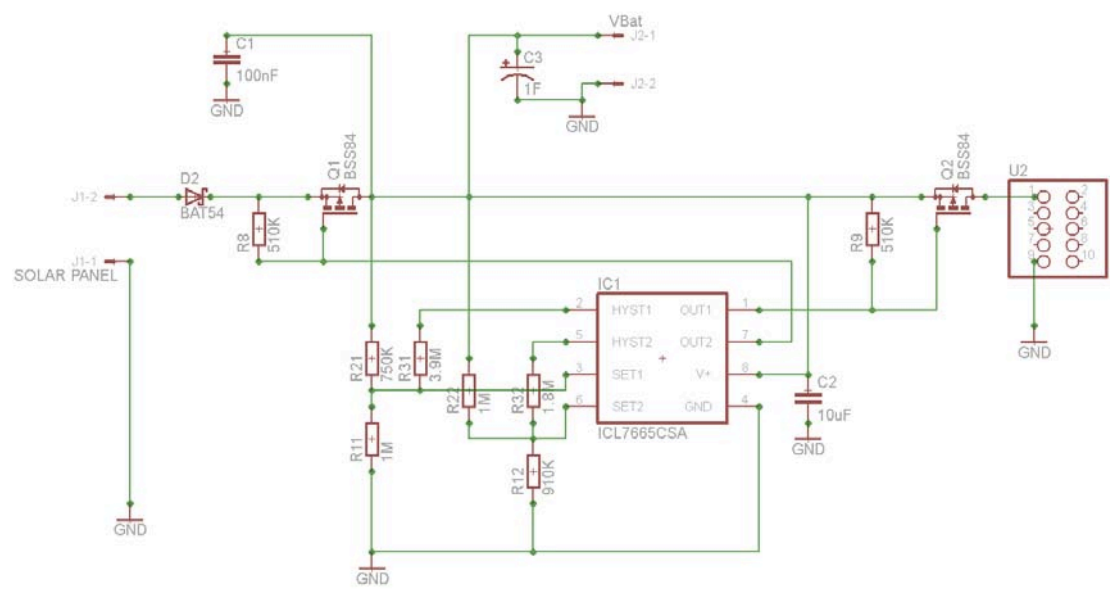 VBat
C1
J2-1
C3
100nF
1F
J2-2
GND
GND
Q1
BSS84
Q2
BSS84
U2
D2
J1-2
BAT54
1
2
3
4
5
6
7
8
9
10
R8
510K
R9
510K
J1-1
SOLAR PANEL
IC1
2
HYST1
OUT1
1
5
HYST2
OUT2
7
3
SET1
V+
8
6
SET2
GND
4
ICL7665CSA
GND
R21
750K
R31
3.9M
R22
1M
R32
1.8M
C2
10uF
GND
R11
1M
R12
910K
GND
GND